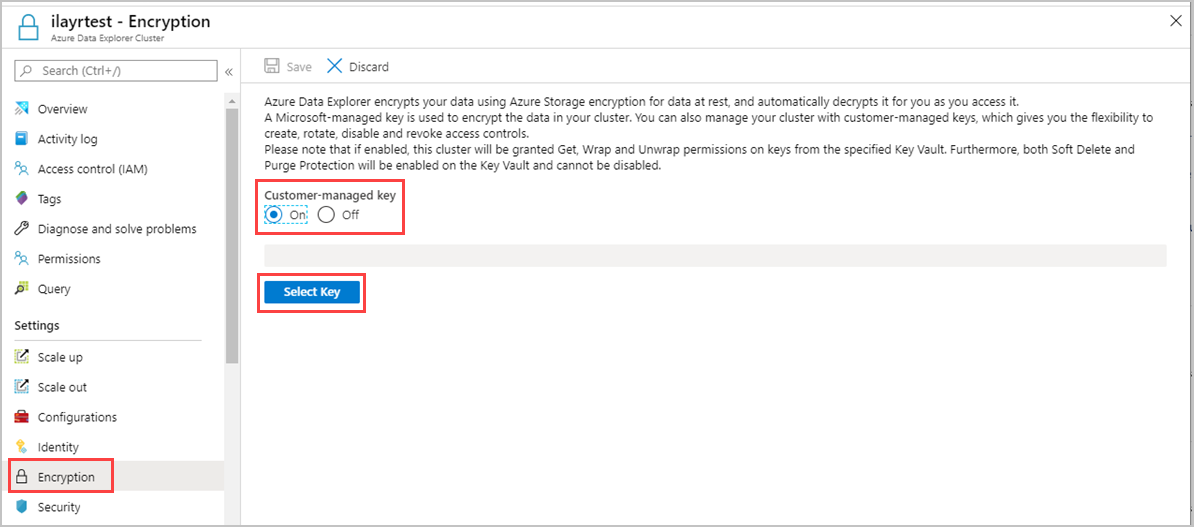 ilayrtest - Encryption
Azure Data Explorer Cluster
Search (Ctrl+/)
«
Overview
Activity log
Access control (IAM)
Tags
Diagnose and solve problems
Permissions
Query
Settings
Scale up
Scale out
Configurations
Identity
Encryption
Security
Save Discard
Azure Data Explorer encrypts your data using Azure Storage encryption for data at rest, and automatically decrypts it for you as you access it.
A Microsoft-managed key is used to encrypt the data in your cluster. You can also manage your cluster with customer-managed keys, which gives you the flexibility to
create, rotate, disable and revoke access controls.
Please note that if enabled, this cluster will be granted Get, Wrap and Unwrap permissions on keys from the specified Key Vault. Furthermore, both Soft Delete and
Purge Protection will be enabled on the Key Vault and cannot be disabled.
Customer-managed key
On Off
Select Key